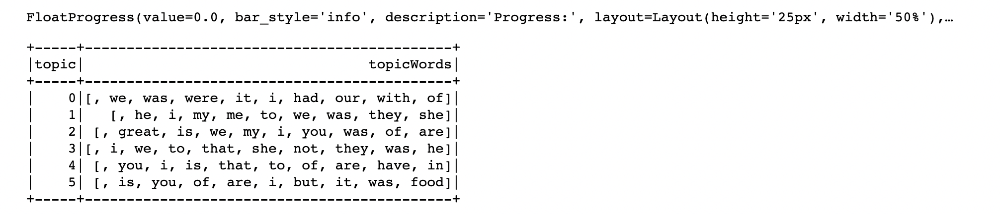 FloatProgress(value=0.0, bar_style='info', description='Progress:', layout=Layout(height='25px', width='50%'),…
+-----+--------------------------------------------+
|topic|                                  topicWords|
+-----+--------------------------------------------+
|    0|[, we, was, were, it, i, had, our, with, of]|
|    1|   [, he, i, my, me, to, we, was, they, she]|
|    2| [, great, is, we, my, i, you, was, of, are]|
|    3|[, i, we, to, that, she, not, they, was, he]|
|    4| [, you, i, is, that, to, of, are, have, in]|
|    5| [, is, you, of, are, i, but, it, was, food]|
+-----+--------------------------------------------+